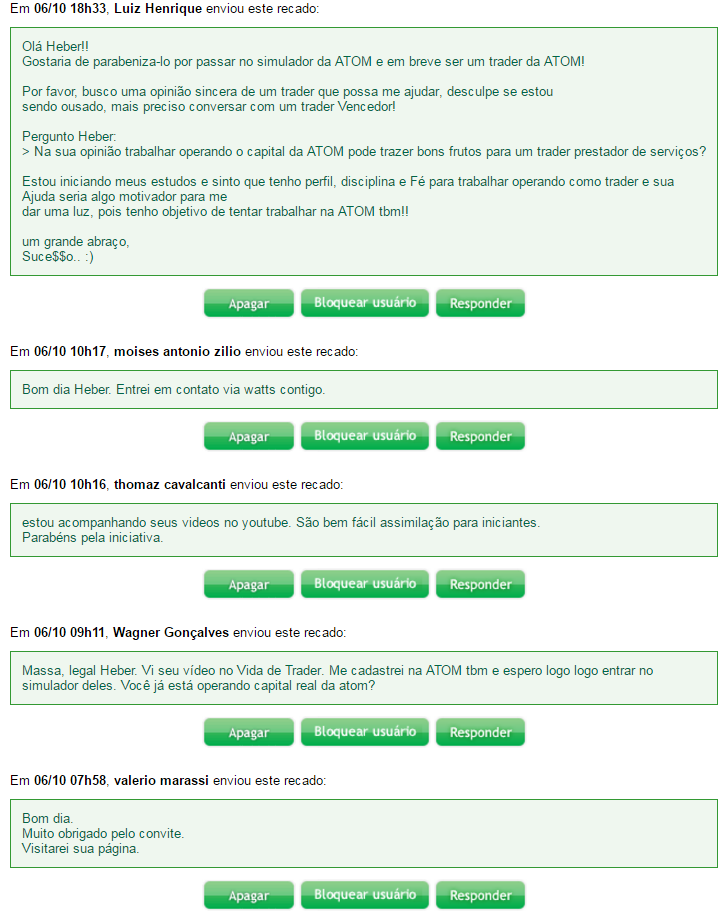 Em 06/10 18h33, Luiz Henrique enviou este recado:
Olá Heber!!
Gostaria de parabeniza-lo por passar no simulador da ATOM e em breve ser um trader da ATOM!
Por favor, busco uma opinião sincera de um trader que possa me ajudar, desculpe se estou
sendo ousado, mais preciso conversar com um trader Vencedor!
Pergunto Heber:
> Na sua opinião trabalhar operando o capital da ATOM pode trazer bons frutos para um trader prestador de serviços?
Estou iniciando meus estudos e sinto que tenho perfil, disciplina e Fé para trabalhar operando como trader e sua
Ajuda seria algo motivador para me
dar uma luz, pois tenho objetivo de tentar trabalhar na ATOM tbm!!
um grande abraço,
Suce$$o.. :)
Apagar Bloquear usuário Responder
Em 06/10 10h17, moises antonio zilio enviou este recado:
Bom dia Heber. Entrei em contato via watts contigo.
Apagar Bloquear usuário Responder
Em 06/10 10h16, thomaz cavalcanti enviou este recado:
estou acompanhando seus videos no youtube. São bem fácil assimilação para iniciantes.
Parabéns pela iniciativa.
Apagar Bloquear usuário Responder
Em 06/10 09h11, Wagner Gonçalves enviou este recado:
Massa, legal Heber. Vi seu vídeo no Vida de Trader. Me cadastrei na ATOM tbm e espero logo logo entrar no
simulador deles. Você já está operando capital real da atom?
Apagar Bloquear usuário Responder
Em 06/10 07h58, valerio marassi enviou este recado:
Bom dia.
Muito obrigado pelo convite.
Visitarei sua página.
Apagar Bloquear usuário Responder